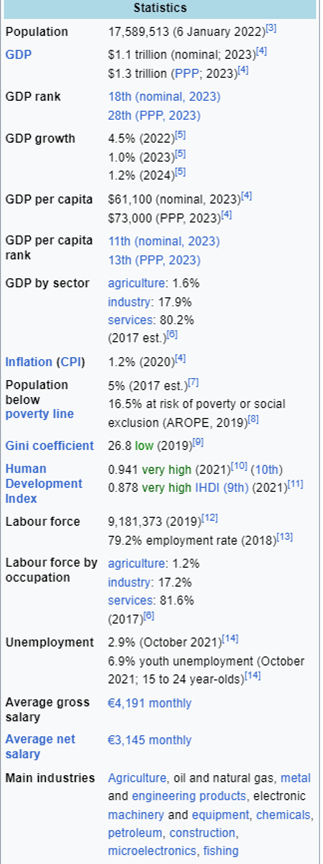 Statistics
Population 17,589,513 (6 January 2022)[3]
GDP $1.1 trillion (nominal; 2023)[4]
$1.3 trillion (PPP; 2023)[4]
GDP rank 18th (nominal, 2023)
28th (PPP, 2023)
GDP growth 4.5% (2022)[5]
1.0% (2023)[5]
1.2% (2024)[5]
GDP per capita $61,100 (nominal, 2023)[4]
$73,000 (PPP, 2023)[4]
GDP per capita 11th (nominal, 2023)
rank 13th (PPP, 2023)
GDP by sector agriculture: 1.6%
industry: 17.9%
services: 80.2%
(2017 est.)[6]
Inflation (CPI) 1.2% (2020)[4]
Population 5% (2017 est.)[7]
below 16.5% at risk of poverty or social
poverty line exclusion (AROPE, 2019)[8]
Gini coefficient 26.8 low (2019)[9]
Human 0.941 very high (2021)[10] (10th)
Development 0.878 very high IHDI (9th) (2021)[11]
Index
Labour force 9,181,373 (2019)[12]
79.2% employment rate (2018)[13]
Labour force by agriculture: 1.2%
occupation industry: 17.2%
services: 81.6%
(2017)[6]
Unemployment 2.9% (October 2021)[14]
6.9% youth unemployment (October
2021; 15 to 24 year-olds)[14]
Average gross €4,191 monthly
salary
Average net €3,145 monthly
salary
Main industries Agriculture, oil and natural gas, metal
and engineering products, electronic
machinery and equipment, chemicals,
petroleum, construction,
microelectronics, fishing